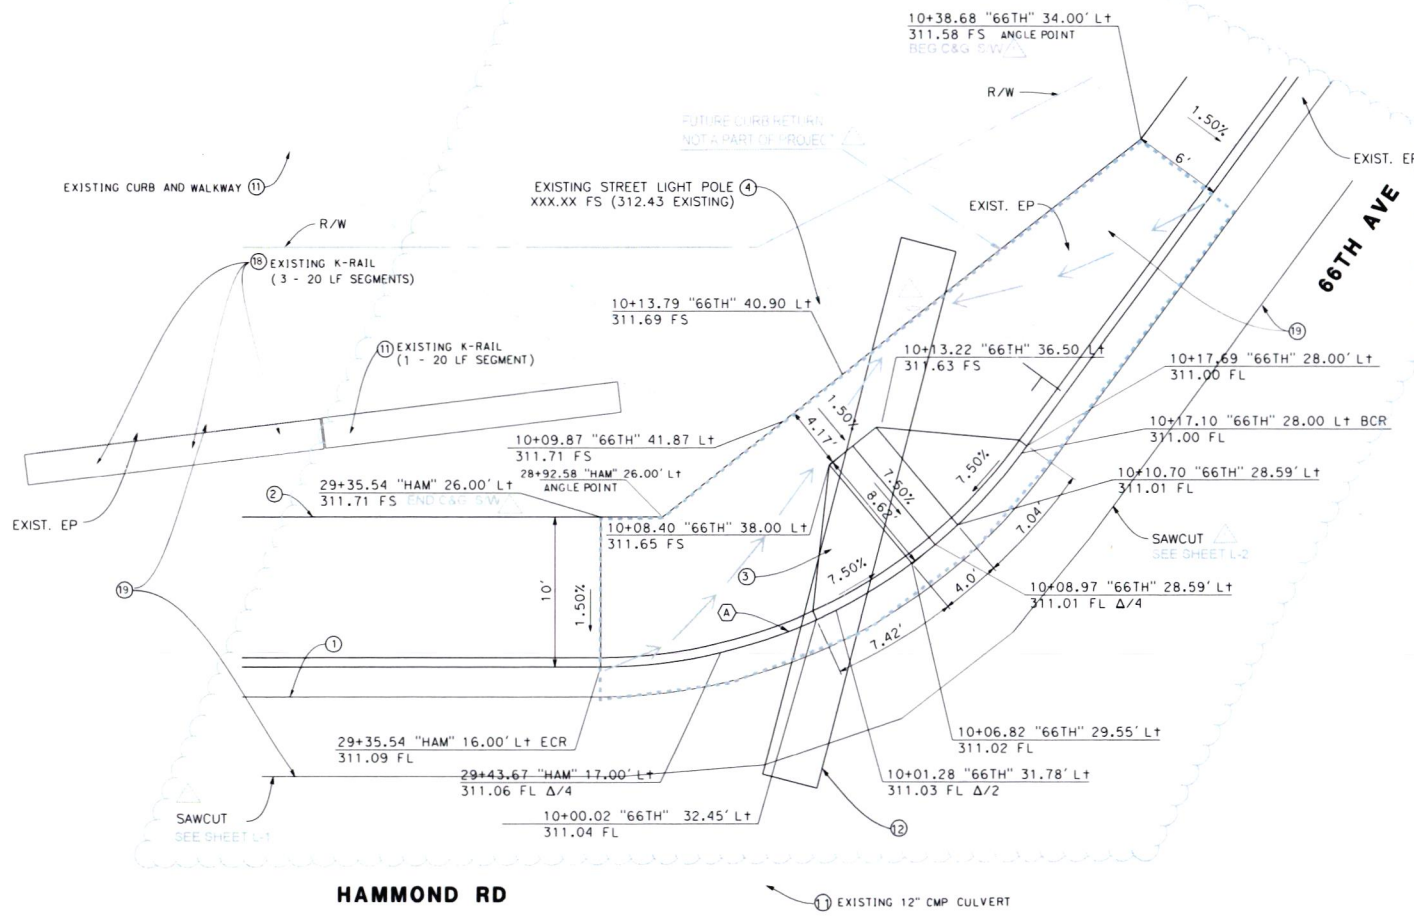 10+38.68 "66TH" 34.00' Lt
311.58 FS ANGLE POINT
BEG C&G S/W
R/W
FUTURE CURB RETURN
NOT A PART OF PROJECT
1.50%
6'
EXIST. EP
66TH AVE
EXISTING CURB AND WALKWAY 11
EXISTING STREET LIGHT POLE 4
XXX.XX FS (312.43 EXISTING)
EXIST. EP
R/W
18 EXISTING K-RAIL
(3 - 20 LF SEGMENTS)
10+13.79 "66TH" 40.90 Lt
311.69 FS
19
11 EXISTING K-RAIL
(1 - 20 LF SEGMENT)
10+13.22 "66TH" 36.50 Lt
311.63 FS
10+17.69 "66TH" 28.00' Lt
311.00 FL
1.50%
4.17'
10+17.10 "66TH" 28.00 Lt BCR
311.00 FL
10+09.87 "66TH" 41.87' Lt
311.71 FS
28+92.58 "HAM" 26.00' Lt
ANGLE POINT
29+35.54 "HAM" 26.00' Lt
311.71 FS END C&G S/W
2
EXIST. EP
7.50%
8.62'
7.50%
10+10.70 "66TH" 28.59' Lt
311.01 FL
10+08.40 "66TH" 38.00 Lt
311.65 FS
7.04'
SAWCUT
SEE SHEET L-2
3
7.50%
4.0'
10+08.97 "66TH" 28.59' Lt
311.01 FL Δ/4
19
10'
1.50%
A
7.42'
1
29+35.54 "HAM" 16.00' Lt ECR
311.09 FL
10+06.82 "66TH" 29.55' Lt
311.02 FL
29+43.67 "HAM" 17.00' Lt
311.06 FL Δ/4
10+01.28 "66TH" 31.78' Lt
311.03 FL Δ/2
SAWCUT
SEE SHEET L-1
10+00.02 "66TH" 32.45' Lt
311.04 FL
12
HAMMOND RD
11 EXISTING 12" CMP CULVERT